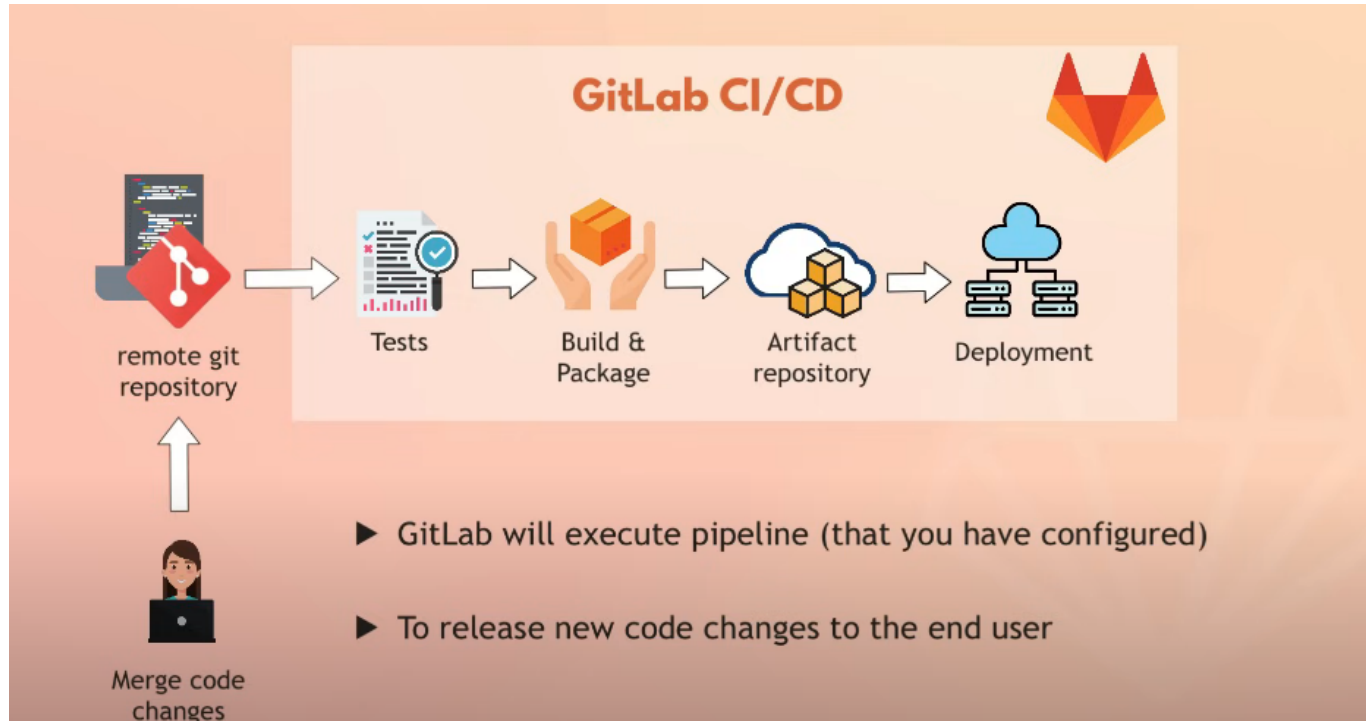 GitLab CI/CD
remote git
repository
Tests
Build &
Package
Artifact
repository
Deployment
Merge code
changes
▶ GitLab will execute pipeline (that you have configured)
▶ To release new code changes to the end user